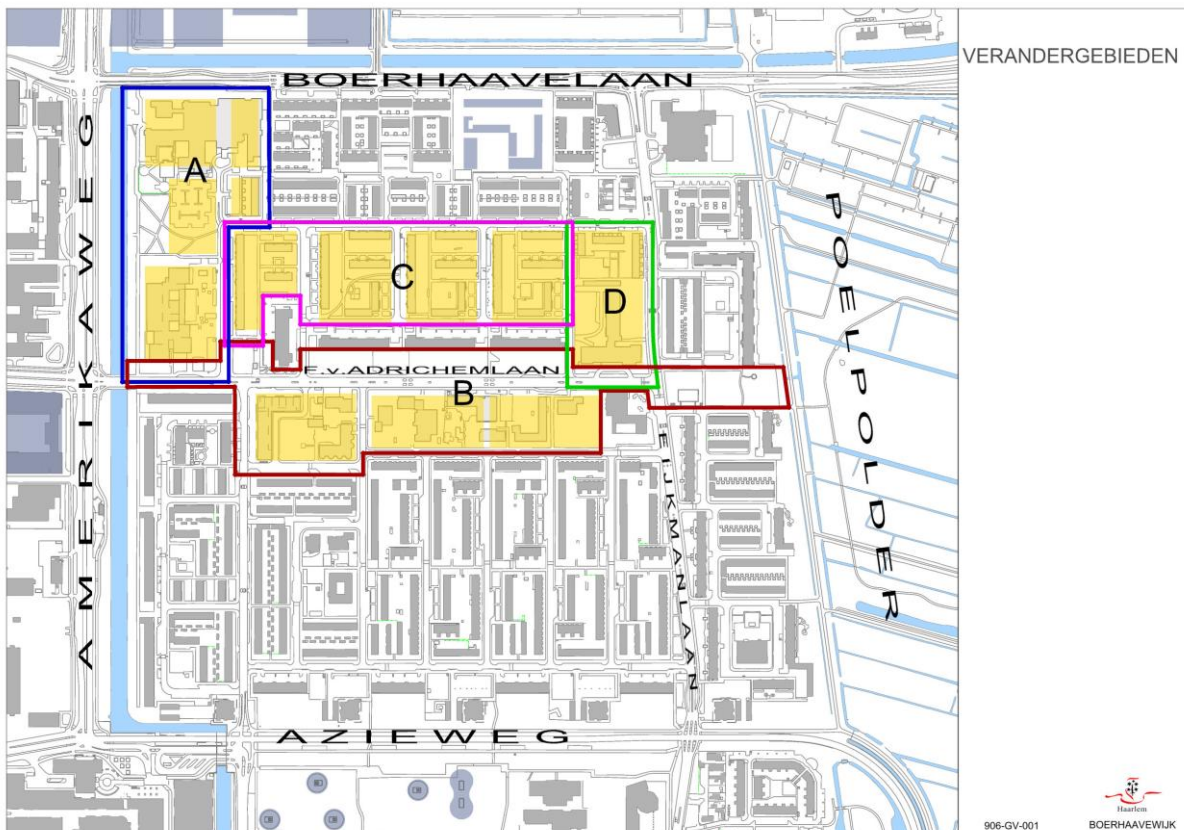 VERANDERGEBIEDEN
BOERHAAVELAAN
AMERIKAWEG
A
POELPOLDER
C
D
F.v.ADRICHEMLAAN
B
EIJKMANLAAN
AZIEWEG
Haarlem
906-GV-001
BOERHAAVEWIJK